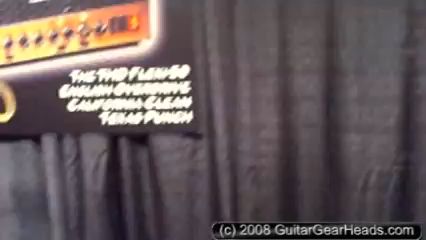 The THD Flexi 50
English Overdrive
California Clean
Texas Punch
(c) 2008 GuitarGearHeads.com